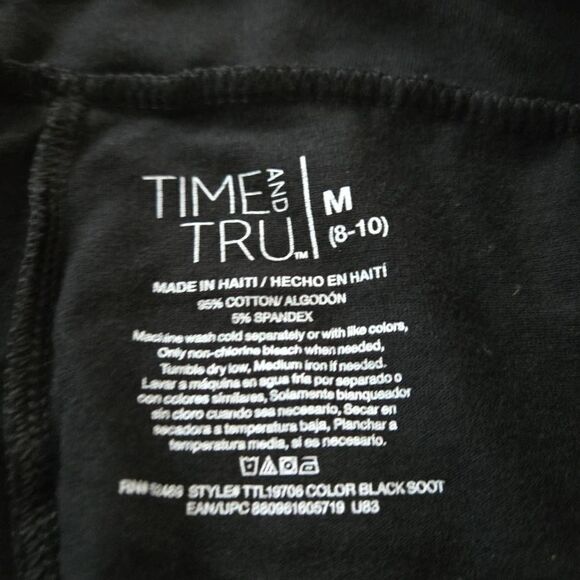 TIME AND TRU™
M
(8-10)
MADE IN HAITI / HECHO EN HAITÍ
95% COTTON/ ALGODÓN
5% SPANDEX
Machine wash cold separately or with like colors,
Only non-chlorine bleach when needed,
Tumble dry low, Medium iron if needed.
Lavar a máquina en agua fría por separado o
con colores similares, Solamente blanqueador
sin cloro cuando sea necesario, Secar en
secadora a temperatura baja, Planchar a
temperatura media, si es necesario.
RN# STYLE# TTL19706 COLOR BLACK SOOT
EAN/UPC 880961605719 U83